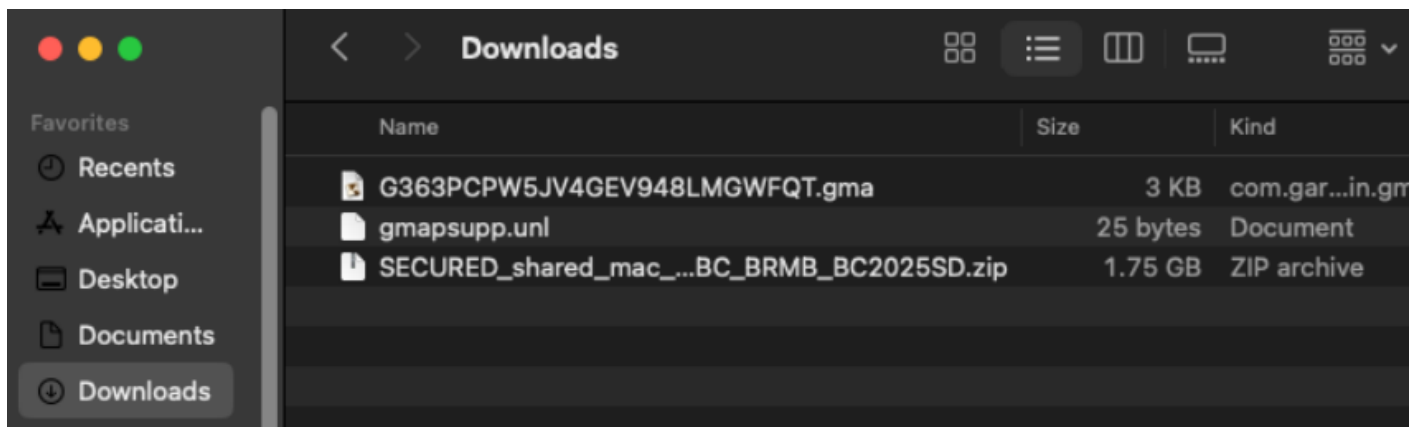 Downloads
Favorites
Recents
Applicati...
Desktop
Documents
Downloads
Name Size Kind
G363PCPW5JV4GEV948LMGWFQT.gma 3 KB com.gar...in.gm
gmapsupp.unl 25 bytes Document
SECURED_shared_mac_...BC_BRMB_BC2025SD.zip 1.75 GB ZIP archive